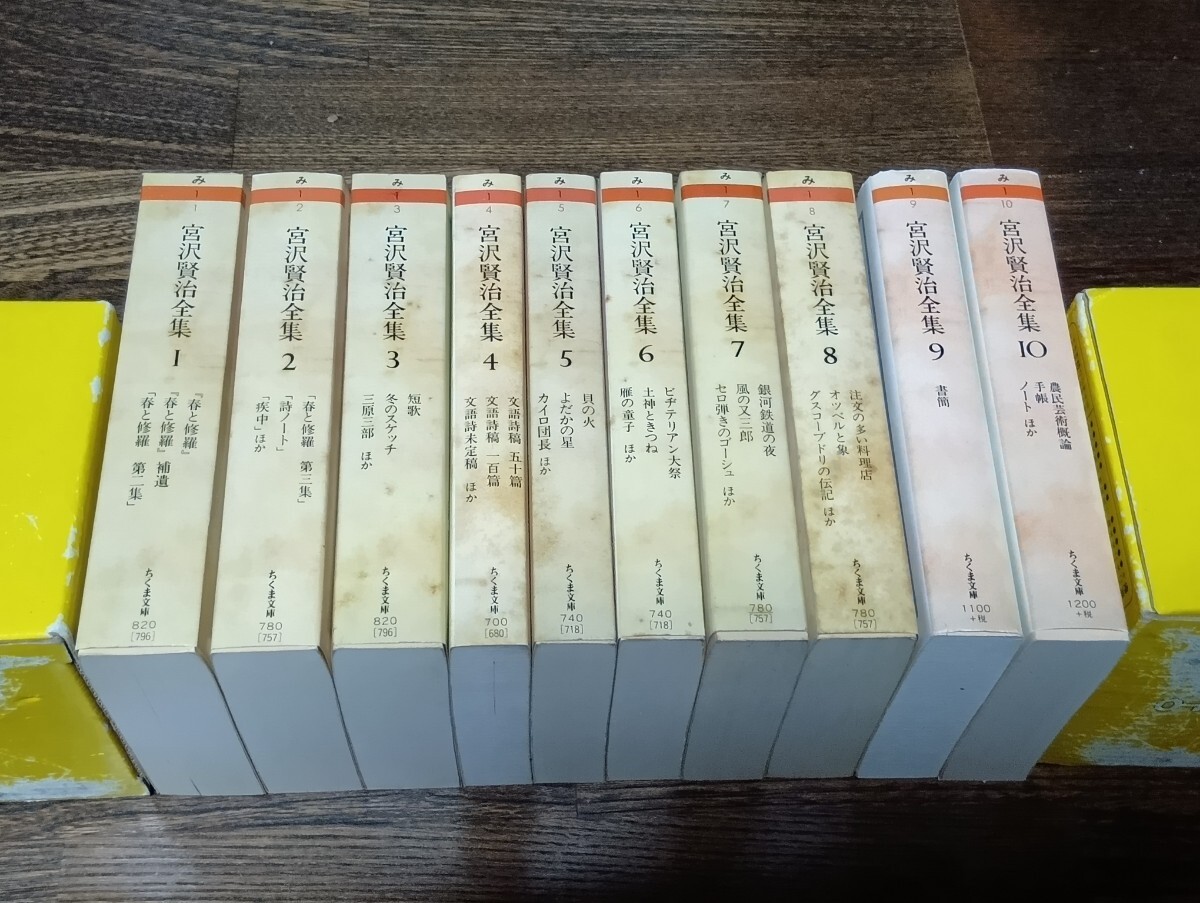 み
1
1
宮沢賢治全集
1
『春と修羅』
『春と修羅』補遺
「春と修羅 第二集」
ちくま文庫
820
[796]
み
1
2
宮沢賢治全集
2
「春と修羅 第三集」
「詩ノート」
「疾中」ほか
ちくま文庫
780
[757]
み
1
3
宮沢賢治全集
3
短歌
冬のスケッチ
三原三部 ほか
ちくま文庫
820
[796]
み
1
4
宮沢賢治全集
4
文語詩稿 五十篇
文語詩稿 一百篇
文語詩未定稿 ほか
ちくま文庫
700
[680]
み
1
5
宮沢賢治全集
5
貝の火
よだかの星
カイロ団長 ほか
ちくま文庫
740
[718]
み
1
6
宮沢賢治全集
6
ビヂテリアン大祭
土神ときつね
雁の童子 ほか
ちくま文庫
740
[718]
み
1
7
宮沢賢治全集
7
銀河鉄道の夜
風の又三郎
セロ弾きのゴーシュ ほか
ちくま文庫
780
[757]
み
1
8
宮沢賢治全集
8
注文の多い料理店
オツベルと象
グスコーブドリの伝記 ほか
ちくま文庫
780
[757]
み
1
9
宮沢賢治全集
9
書簡
ちくま文庫
1100
+税
み
1
10
宮沢賢治全集
10
農民芸術概論
手帳
ノート ほか
ちくま文庫
1200
+税